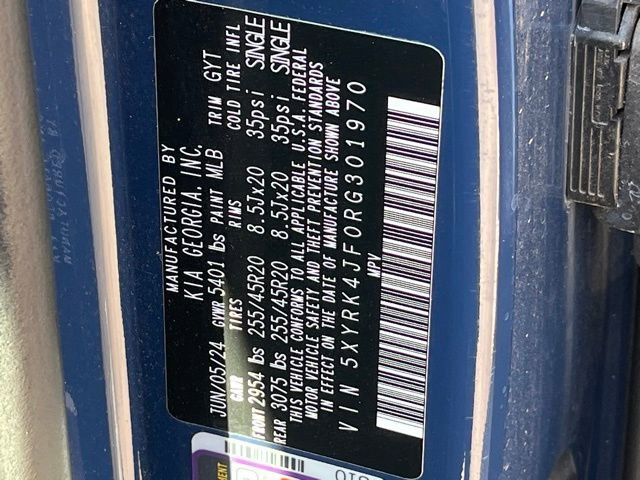 MANUFACTURED BY
KIA GEORGIA, INC.
JUN/05/24 GVWR 5401 lbs PAINT MLB TRIM GYT
GAWR TIRES RIMS COLD TIRE INFL
FRONT 2954 lbs 255/45R20 8.5Jx20 35psi SINGLE
REAR 3075 lbs 255/45R20 8.5Jx20 35psi SINGLE
THIS VEHICLE CONFORMS TO ALL APPLICABLE U.S.A. FEDERAL
MOTOR VEHICLE SAFETY AND THEFT PREVENTION STANDARDS
IN EFFECT ON THE DATE OF MANUFACTURE SHOWN ABOVE
VIN 5XYRK4JF0RG301970
MPV